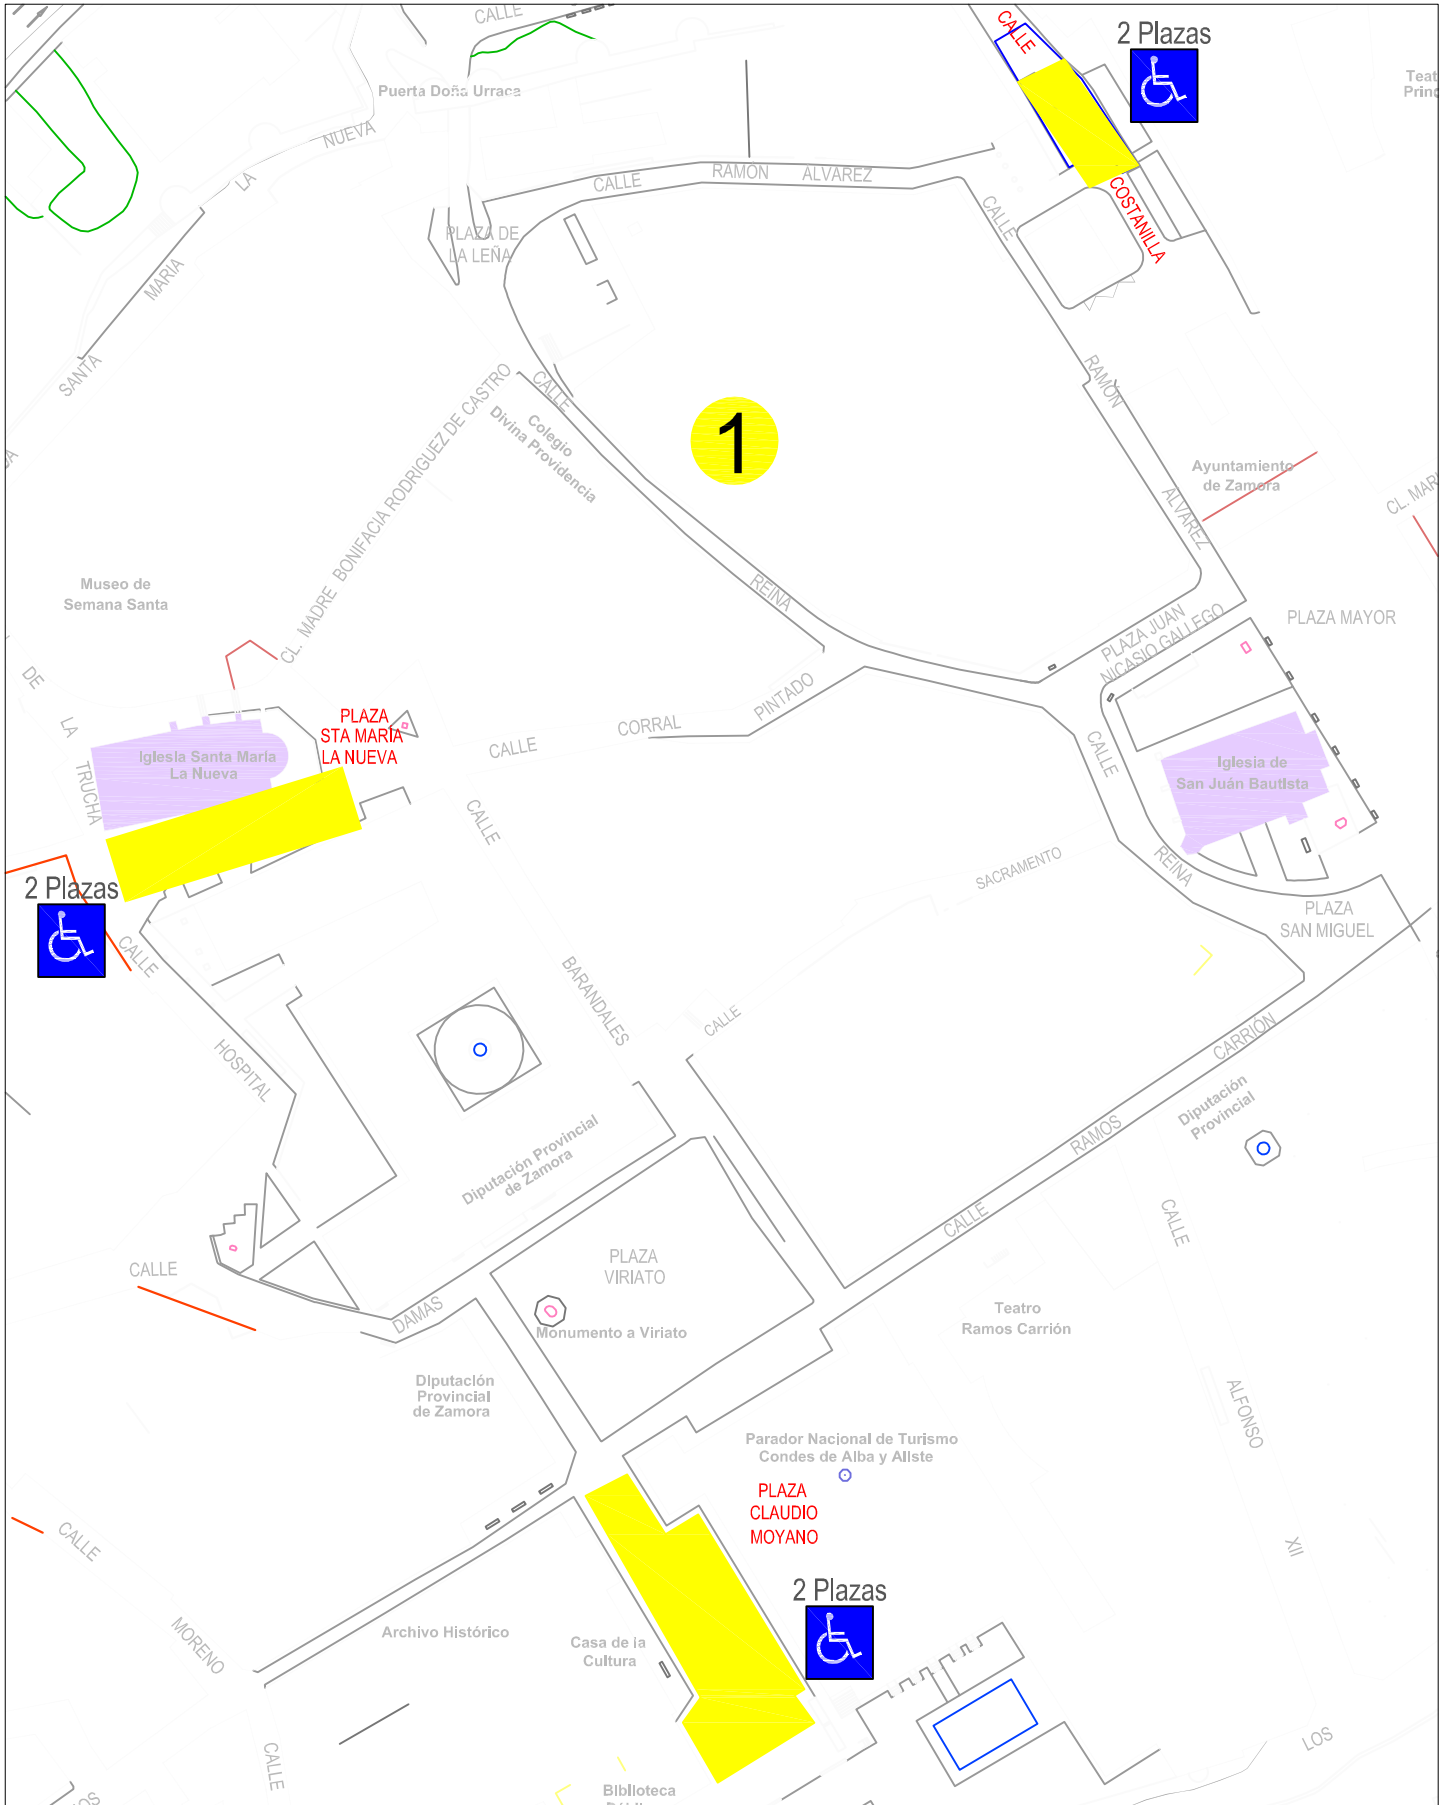 CALLE
CALLE
2 Plazas
Puerta Doña Urraca
NUEVA
LA
MARIA
SANTA
CALLE
RAMÓN
ALVAREZ
PLAZA DE
LA LEÑA
CALLE
COSTANILLA
CALLE
Colegio
Divina Providencia
CL. MADRE BONIFACIA RODRIGUEZ DE CASTRO
1
RAMÓN
ALVAREZ
Ayuntamiento
de Zamora
Museo de
Semana Santa
REINA
PLAZA JUAN
NICASIO GALLEGO
PLAZA MAYOR
DE
LA
TRUCHA
PLAZA
STA MARÍA
LA NUEVA
Iglesia Santa María
La Nueva
CALLE
CORRAL
PINTADO
CALLE
Iglesia de
San Juán Bautista
CALLE
SACRAMENTO
REINA
PLAZA
SAN MIGUEL
2 Plazas
CALLE
HOSPITAL
BARANDALES
CALLE
CARRIÓN
Diputación
Provincial
RAMOS
Diputación Provincial
de Zamora
CALLE
CALLE
CALLE
DAMAS
PLAZA
VIRIATO
Monumento a Viriato
Teatro
Ramos Carrión
Diputación
Provincial
de Zamora
ALFONSO
XII
Parador Nacional de Turismo
Condes de Alba y Aliste
PLAZA
CLAUDIO
MOYANO
CALLE
MORENO
2 Plazas
Archivo Histórico
Casa de la
Cultura
CALLE
LOS
Biblioteca